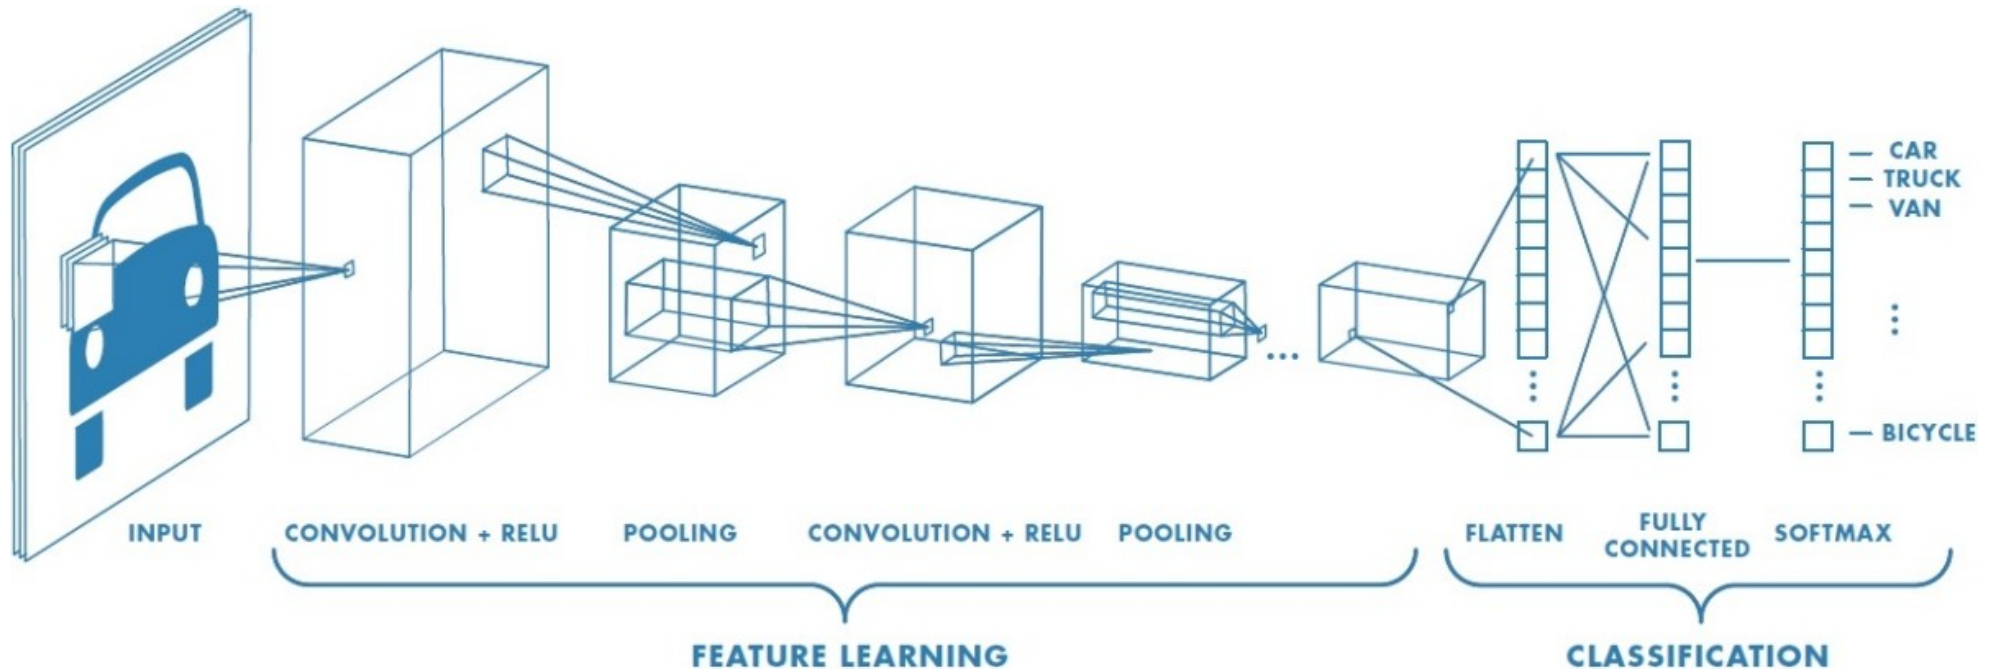 CAR
TRUCK
VAN
BICYCLE
INPUT
CONVOLUTION + RELU
POOLING
CONVOLUTION + RELU
POOLING
FLATTEN
FULLY
CONNECTED
SOFTMAX
FEATURE LEARNING
CLASSIFICATION